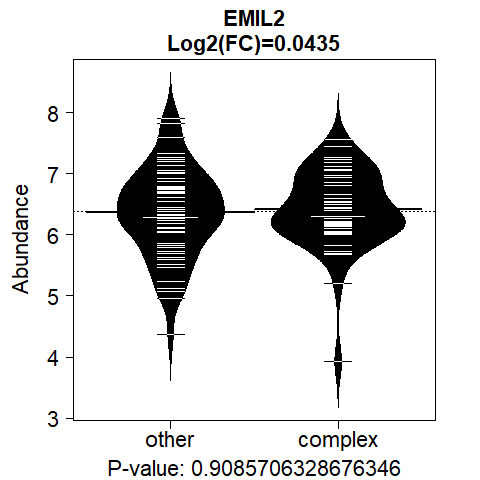 EMIL2
Log2(FC)=0.0435
Abundance
8
7
6
5
4
3
other complex
P-value: 0.9085706328676346